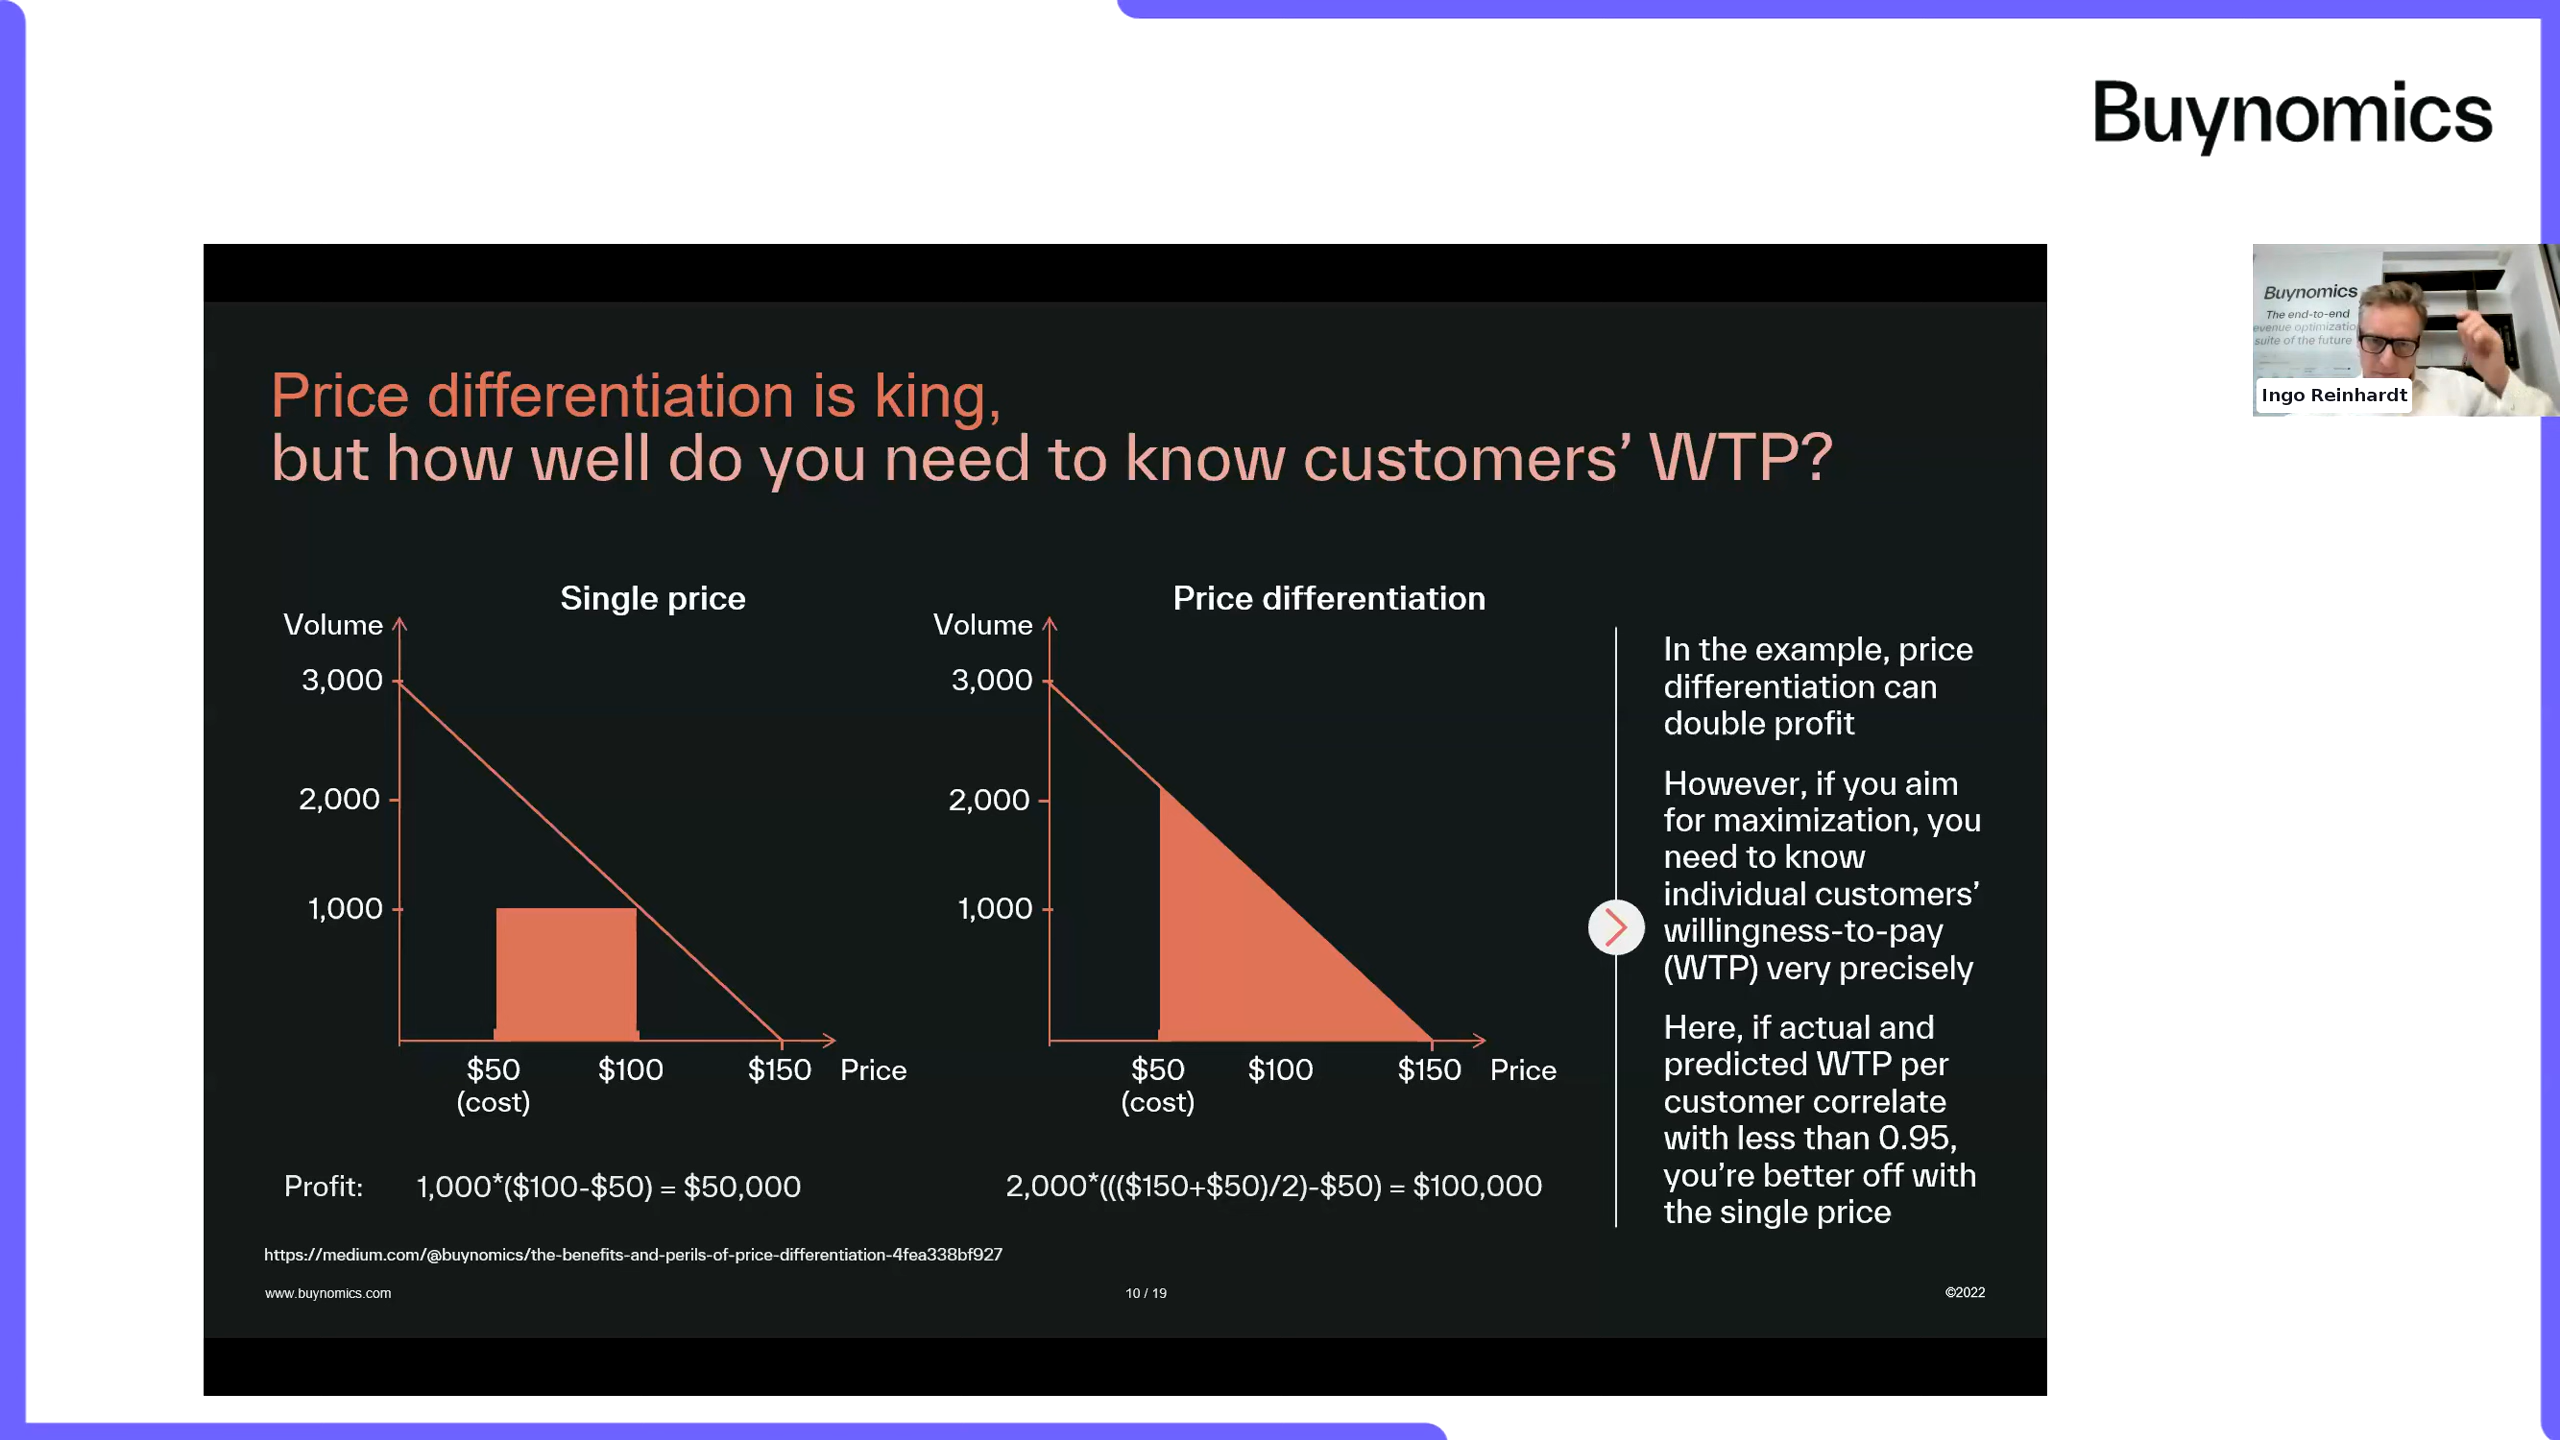 Buynomics
Buynomics
The end-to-end
evenue optimizatio
suite of the future
Ingo Reinhardt
Price differentiation is king,
but how well do you need to know customers’ WTP?
Single price
Volume
3,000
2,000
1,000
$50
(cost)
$100
$150
Price
Price differentiation
Volume
3,000
2,000
1,000
$50
(cost)
$100
$150
Price
Profit: 1,000*($100-$50) = $50,000
2,000*((($150+$50)/2)-$50) = $100,000
In the example, price
differentiation can
double profit
However, if you aim
for maximization, you
need to know
individual customers’
willingness-to-pay
(WTP) very precisely
Here, if actual and
predicted WTP per
customer correlate
with less than 0.95,
you’re better off with
the single price
https://medium.com/@buynomics/the-benefits-and-perils-of-price-differentiation-4fea338bf927
www.buynomics.com
10 / 19
©2022